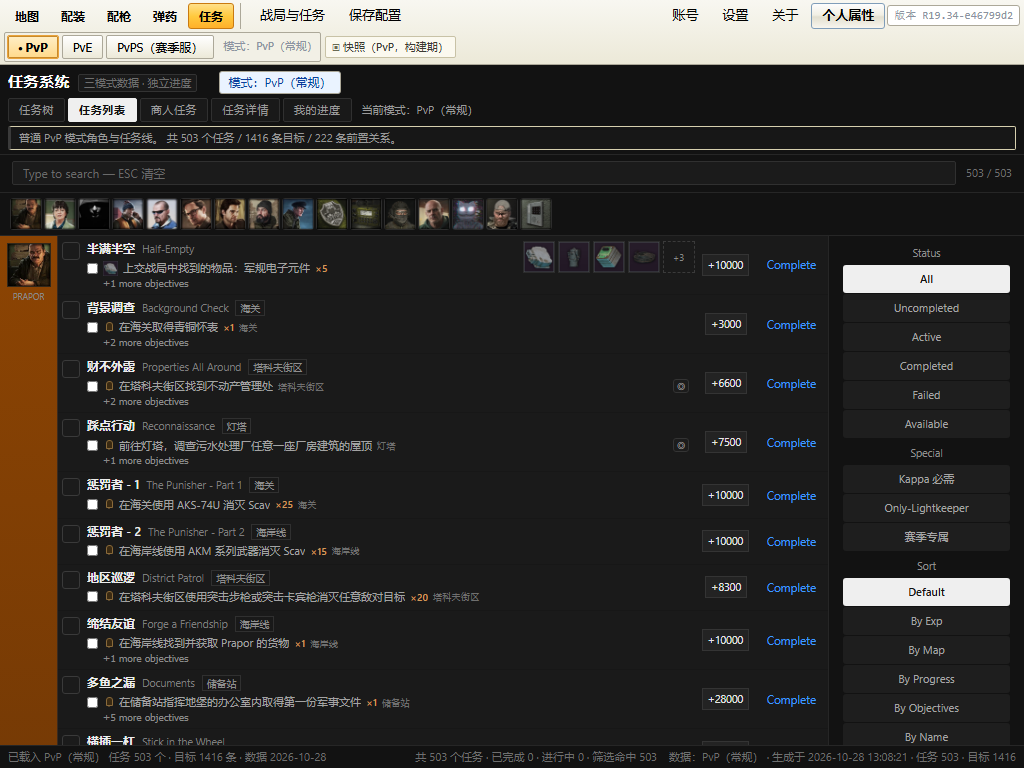 地图 配装 配枪 弹药 任务 战局与任务 保存配置 账号 设置 关于 个人属性 版本 R19.34-e46799d2
• PvP PvE PvPS（赛季服） 模式：PvP（常规） 快照（PvP，构建期）
任务系统 三模式数据 · 独立进度 模式：PvP（常规）
任务树 任务列表 商人任务 任务详情 我的进度 当前模式：PvP（常规）
普通 PvP 模式角色与任务线。 共 503 个任务 / 1416 条目标 / 222 条前置关系。
Type to search — ESC 清空 503 / 503
PRAPOR
半满半空 Half-Empty
上交战局中找到的物品：军规电子元件 ×5
+1 more objectives
+3 +10000 Complete
背景调查 Background Check 海关
在海关取得青铜怀表 ×1 海关
+2 more objectives
+3000 Complete
财不外露 Properties All Around 塔科夫街区
在塔科夫街区找到不动产管理处 塔科夫街区
+2 more objectives
+6600 Complete
踩点行动 Reconnaissance 灯塔
前往灯塔，调查污水处理厂任意一座厂房建筑的屋顶 灯塔
+1 more objectives
+7500 Complete
惩罚者 - 1 The Punisher - Part 1 海关
在海关使用 AKS-74U 消灭 Scav ×25 海关
+10000 Complete
惩罚者 - 2 The Punisher - Part 2 海岸线
在海岸线使用 AKM 系列武器消灭 Scav ×15 海岸线
+10000 Complete
地区巡逻 District Patrol 塔科夫街区
在塔科夫街区使用突击步枪或突击卡宾枪消灭任意敌对目标 ×20 塔科夫街区
+8300 Complete
缔结友谊 Forge a Friendship 海岸线
在海岸线找到并获取 Prapor 的货物 ×1 海岸线
+1 more objectives
+10000 Complete
多鱼之漏 Documents 储备站
在储备站指挥地堡的办公室内取得第一份军事文件 ×1 储备站
+5 more objectives
+28000 Complete
横插一杠 Stick in the Wheel
Status
All
Uncompleted
Active
Completed
Failed
Available
Special
Kappa 必需
Only-Lightkeeper
赛季专属
Sort
Default
By Exp
By Map
By Progress
By Objectives
By Name
已载入 PvP（常规） 任务 503 个 · 目标 1416 条 · 数据 2026-10-28 共 503 个任务 · 已完成 0 · 进行中 0 · 筛选命中 503 数据：PvP（常规） · 生成于 2026-10-28 13:08:21 · 任务 503 · 目标 1416